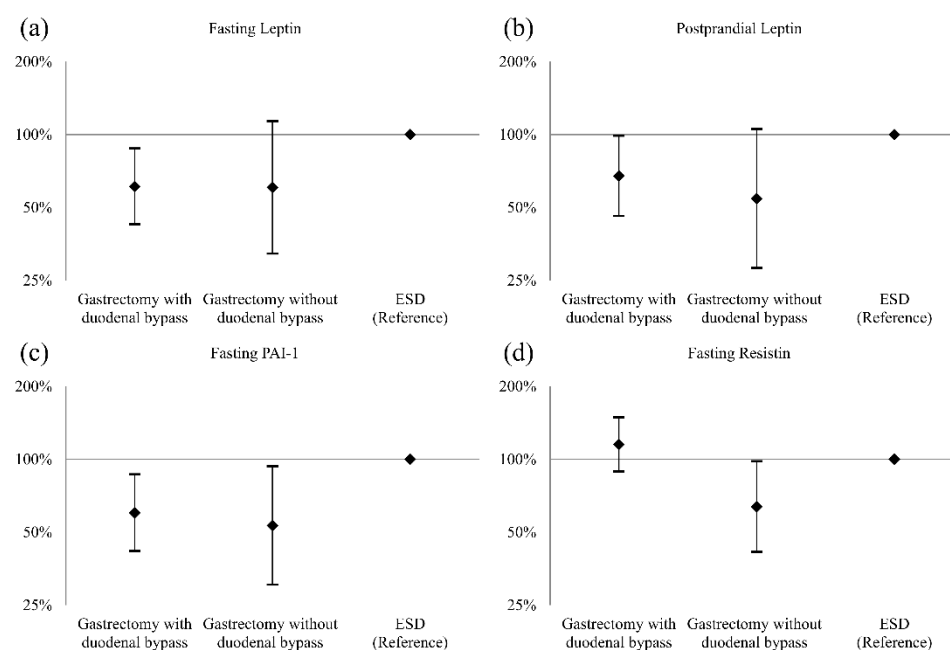 (a)
Fasting Leptin
200%
100%
50%
25%
Gastrectomy with
duodenal bypass
Gastrectomy without
duodenal bypass
ESD
(Reference)
(b)
Postprandial Leptin
200%
100%
50%
25%
Gastrectomy with
duodenal bypass
Gastrectomy without
duodenal bypass
ESD
(Reference)
(c)
Fasting PAI-1
200%
100%
50%
25%
Gastrectomy with
duodenal bypass
Gastrectomy without
duodenal bypass
ESD
(Reference)
(d)
Fasting Resistin
200%
100%
50%
25%
Gastrectomy with
duodenal bypass
Gastrectomy without
duodenal bypass
ESD
(Reference)